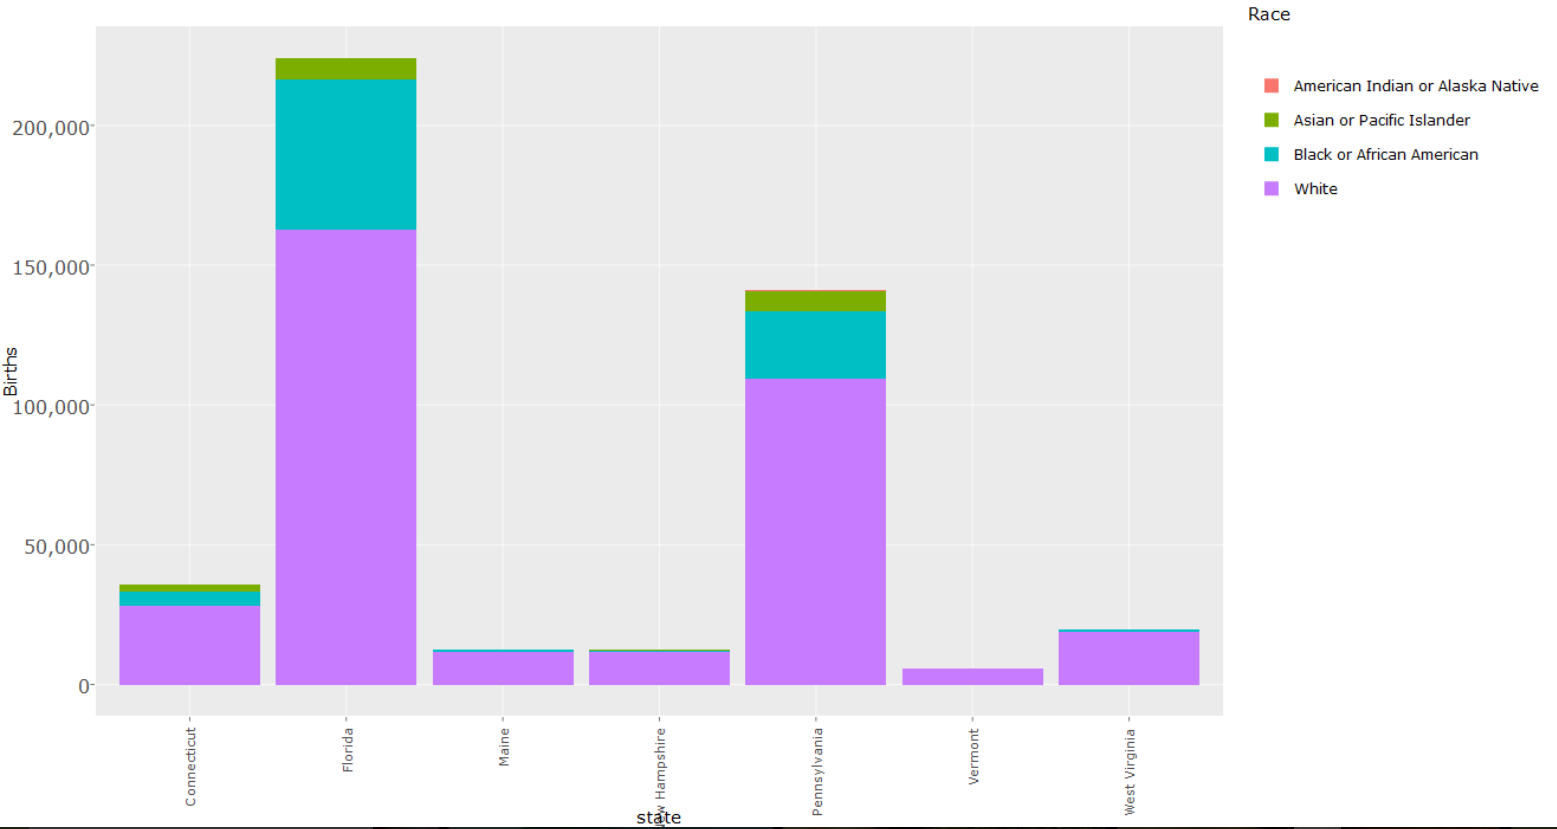 Race
American Indian or Alaska Native
Asian or Pacific Islander
Black or African American
White
Births
200,000
150,000
100,000
50,000
0
Connecticut
Florida
Maine
Hampshire
Pennsylvania
Vermont
West Virginia
state